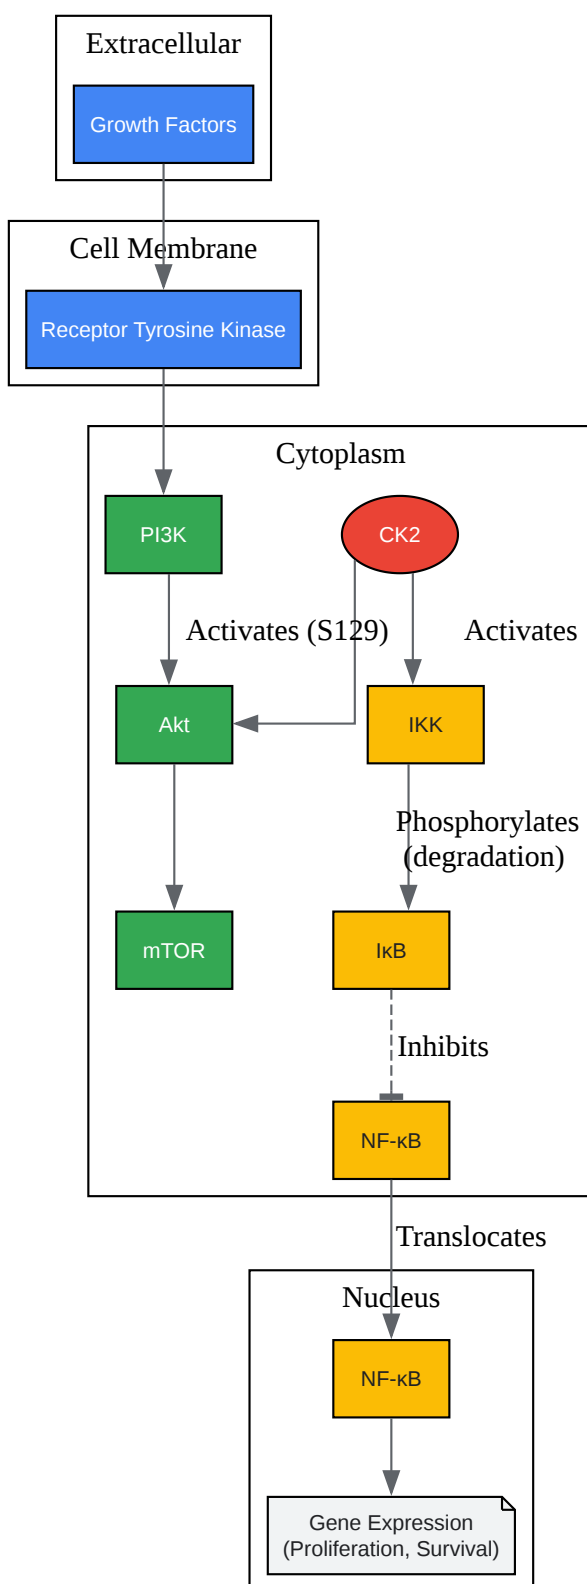 Extracellular
Growth Factors
Cell Membrane
Receptor Tyrosine Kinase
Cytoplasm
PI3K
CK2
Activates (S129)
Activates
Akt
IKK
Phosphorylates
(degradation)
mTOR
IκB
Inhibits
NF-κB
Translocates
Nucleus
NF-κB
Gene Expression
(Proliferation, Survival)